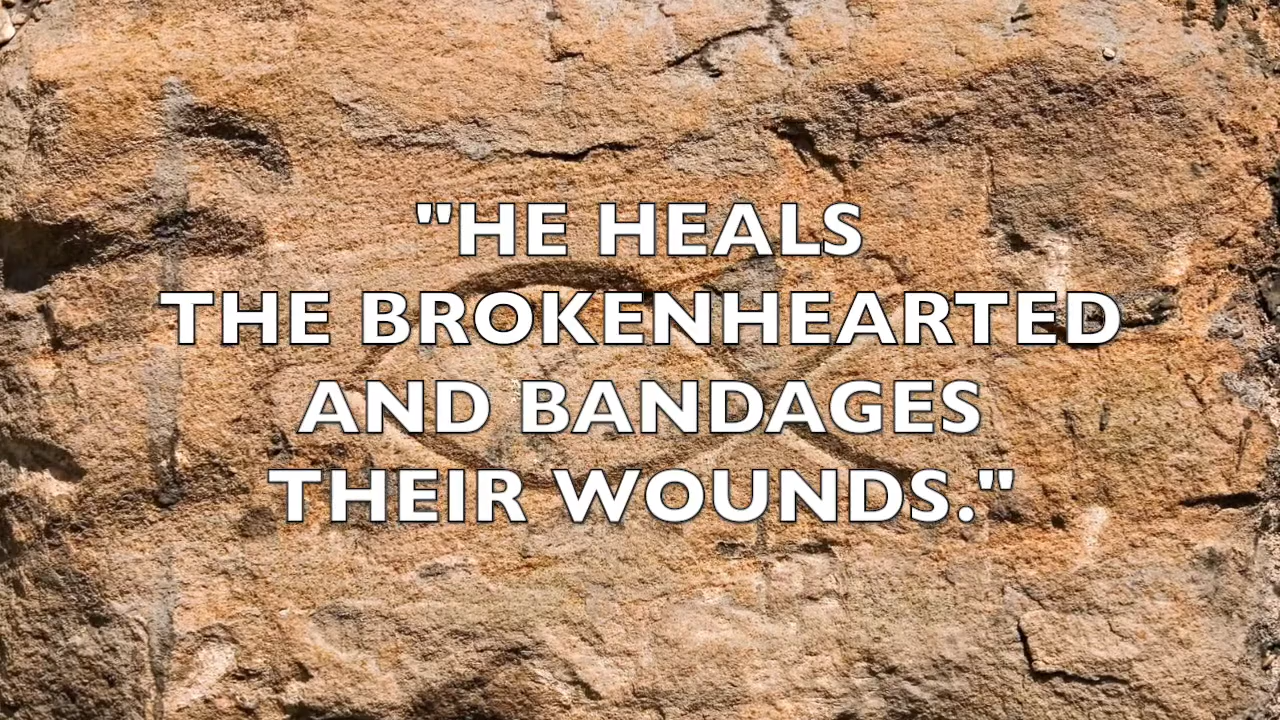 "HE HEALS
THE BROKENHEARTED
AND BANDAGES
THEIR WOUNDS."